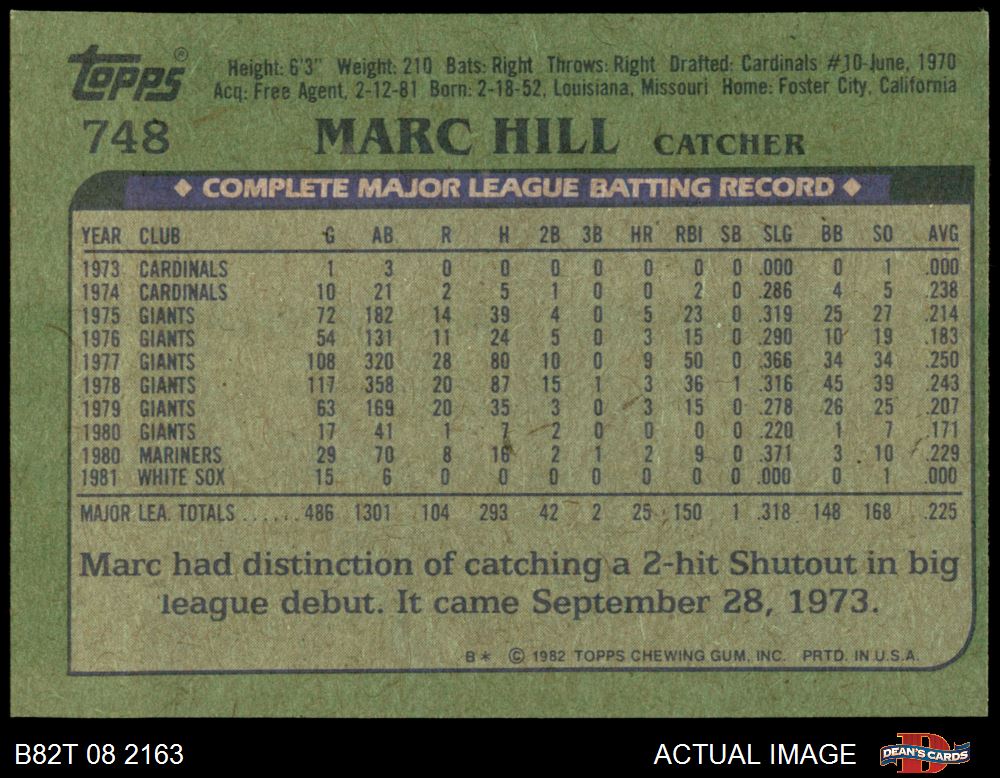 Topps®
Height: 6'3" Weight: 210 Bats: Right Throws: Right Drafted: Cardinals #10-June, 1970
Acq: Free Agent, 2-12-81 Born: 2-18-52, Louisiana, Missouri Home: Foster City, California
748 MARC HILL CATCHER
◆ COMPLETE MAJOR LEAGUE BATTING RECORD ◆
YEAR CLUB G AB R H 2B 3B HR RBI SB SLG BB SO AVG
1973 CARDINALS 1 3 0 0 0 0 0 0 0 .000 0 1 .000
1974 CARDINALS 10 21 2 5 1 0 0 2 0 .286 4 5 .238
1975 GIANTS 72 182 14 39 4 0 5 23 0 .319 25 27 .214
1976 GIANTS 54 131 11 24 5 0 3 15 0 .290 10 19 .183
1977 GIANTS 108 320 28 80 10 0 9 50 0 .366 34 34 .250
1978 GIANTS 117 358 20 87 15 1 3 36 1 .316 45 39 .243
1979 GIANTS 63 169 20 35 3 0 3 15 0 .278 26 25 .207
1980 GIANTS 17 41 1 7 2 0 0 0 0 .220 1 7 .171
1980 MARINERS 29 70 8 16 2 1 2 9 0 .371 3 10 .229
1981 WHITE SOX 15 6 0 0 0 0 0 0 0 .000 0 1 .000
MAJOR LEA. TOTALS ...... 486 1301 104 293 42 2 25 150 1 .318 148 168 .225
Marc had distinction of catching a 2-hit Shutout in big
league debut. It came September 28, 1973.
B* © 1982 TOPPS CHEWING GUM, INC. PRTD. IN U.S.A.
B82T 08 2163 ACTUAL IMAGE D DEAN'S CARDS